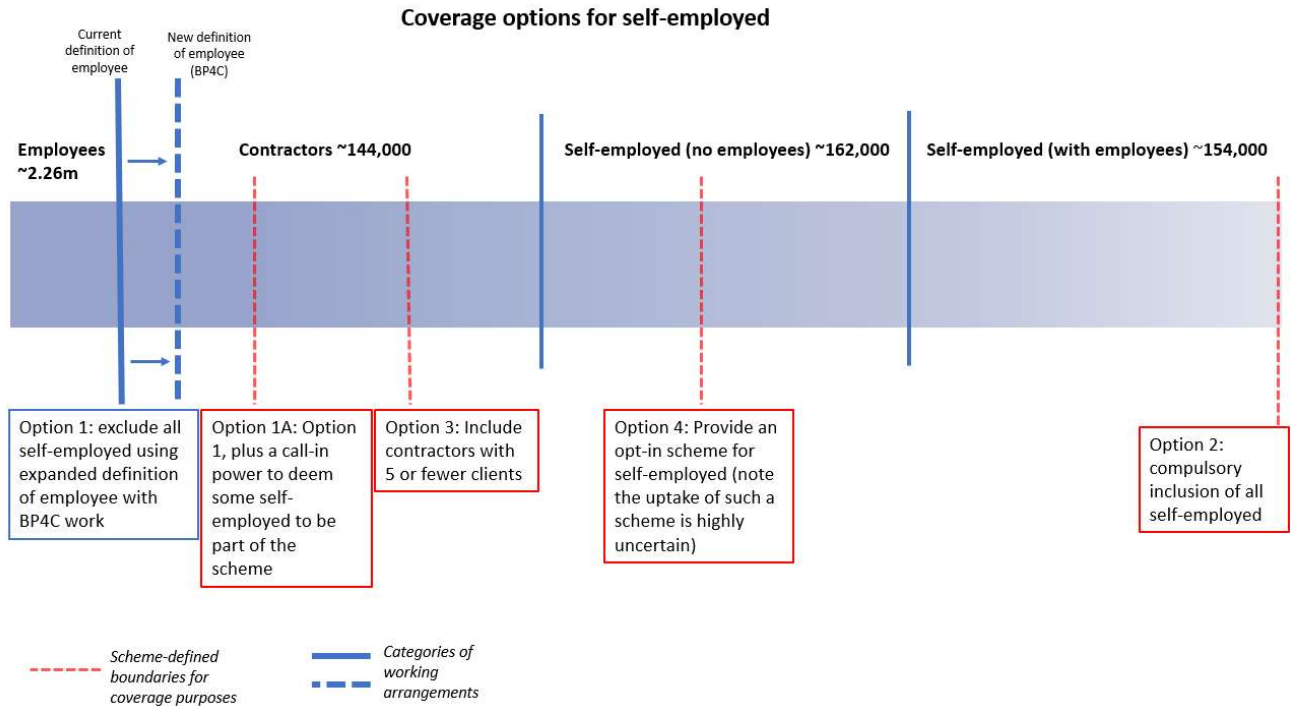 Coverage options for self-employed
Current
definition of
employee
New definition
of employee
(BP4C)
Employees
~2.26m
Contractors ~144,000
Self-employed (no employees) ~162,000
Self-employed (with employees) ~154,000
Option 1: exclude all
self-employed using
expanded definition
of employee with
BP4C work
Option 1A: Option
1, plus a call-in
power to deem
some self-
employed to be
part of the
scheme
Option 3: Include
contractors with
5 or fewer clients
Option 4: Provide an
opt-in scheme for
self-employed (note
the uptake of such a
scheme is highly
uncertain)
Option 2:
compulsory
inclusion of all
self-employed
Scheme-defined
boundaries for
coverage purposes
Categories of
working
arrangements